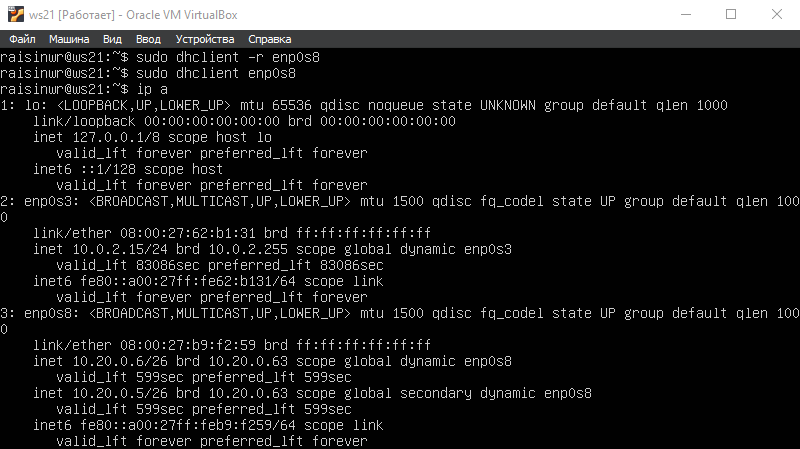 ws21 [Работает] - Oracle VM VirtualBox
Файл Машина Вид Ввод Устройства Справка
raisinwr@ws21:~$ sudo dhclient -r enp0s8
raisinwr@ws21:~$ sudo dhclient enp0s8
raisinwr@ws21:~$ ip a
1: lo: <LOOPBACK,UP,LOWER_UP> mtu 65536 qdisc noqueue state UNKNOWN group default qlen 1000
    link/loopback 00:00:00:00:00:00 brd 00:00:00:00:00:00
    inet 127.0.0.1/8 scope host lo
       valid_lft forever preferred_lft forever
    inet6 ::1/128 scope host
       valid_lft forever preferred_lft forever
2: enp0s3: <BROADCAST,MULTICAST,UP,LOWER_UP> mtu 1500 qdisc fq_codel state UP group default qlen 100
0
    link/ether 08:00:27:62:b1:31 brd ff:ff:ff:ff:ff:ff
    inet 10.0.2.15/24 brd 10.0.2.255 scope global dynamic enp0s3
       valid_lft 83086sec preferred_lft 83086sec
    inet6 fe80::a00:27ff:fe62:b131/64 scope link
       valid_lft forever preferred_lft forever
3: enp0s8: <BROADCAST,MULTICAST,UP,LOWER_UP> mtu 1500 qdisc fq_codel state UP group default qlen 100
0
    link/ether 08:00:27:b9:f2:59 brd ff:ff:ff:ff:ff:ff
    inet 10.20.0.6/26 brd 10.20.0.63 scope global dynamic enp0s8
       valid_lft 599sec preferred_lft 599sec
    inet 10.20.0.5/26 brd 10.20.0.63 scope global secondary dynamic enp0s8
       valid_lft 599sec preferred_lft 599sec
    inet6 fe80::a00:27ff:feb9:f259/64 scope link
       valid_lft forever preferred_lft forever